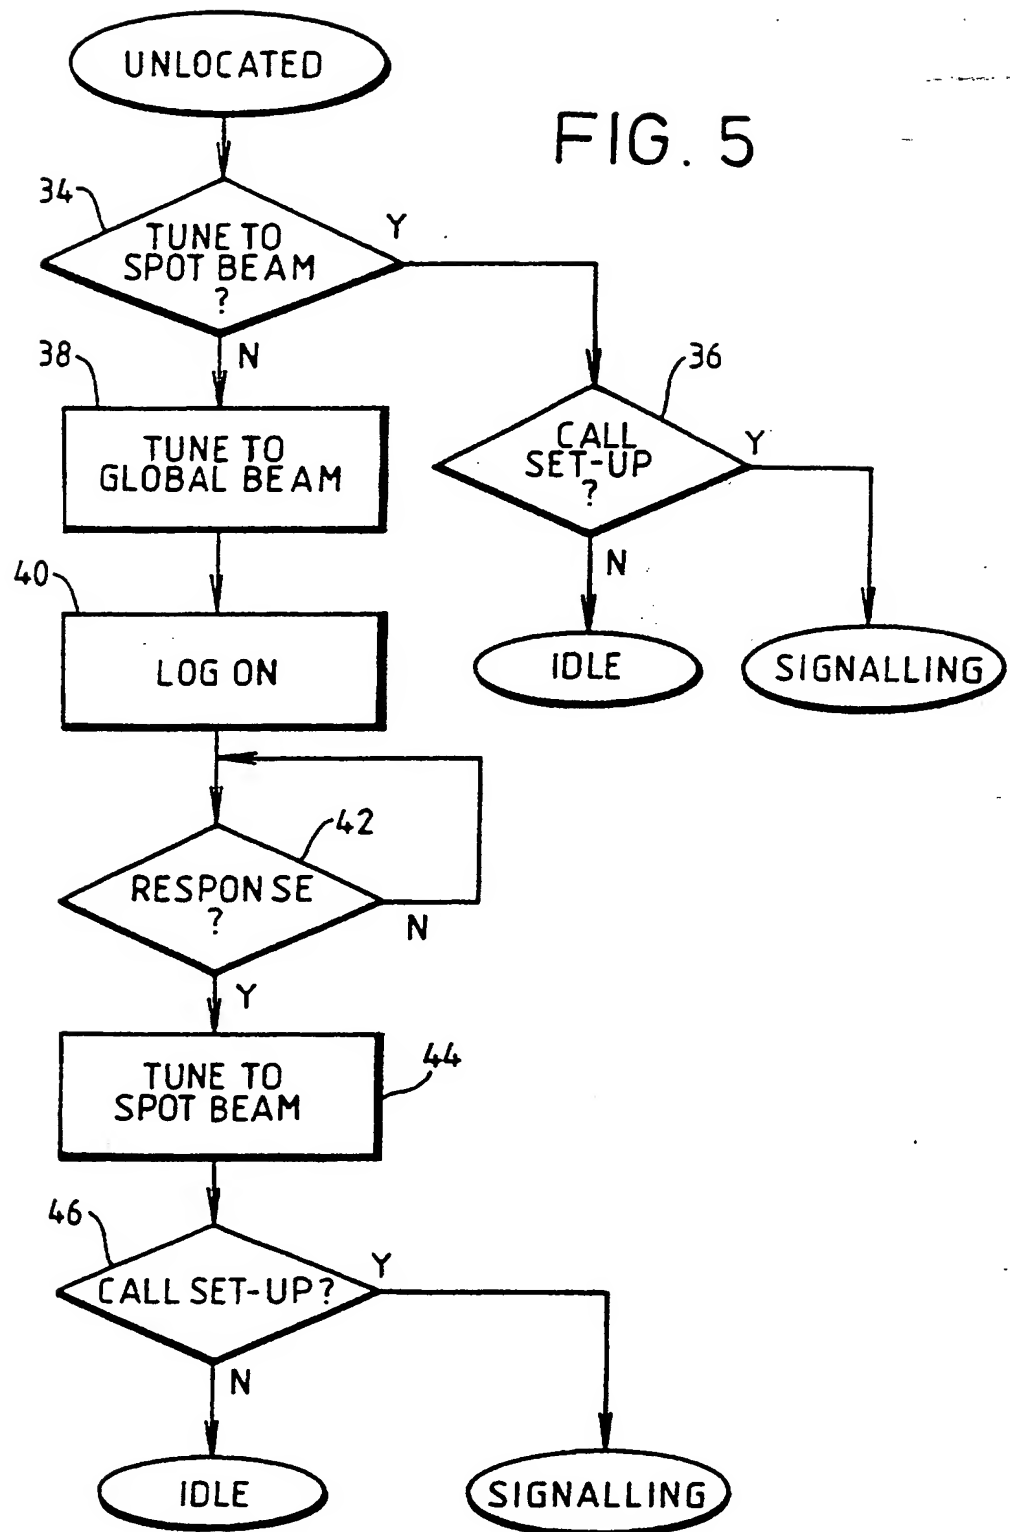 UNLOCATED
FIG. 5
34
TUNE TO
SPOT BEAM
?
Y
N
38
TUNE TO
GLOBAL BEAM
36
CALL
SET-UP
?
Y
N
40
LOG ON
IDLE
SIGNALLING
42
RESPONSE
?
N
Y
TUNE TO
SPOT BEAM
44
46
CALL SET-UP?
Y
N
IDLE
SIGNALLING